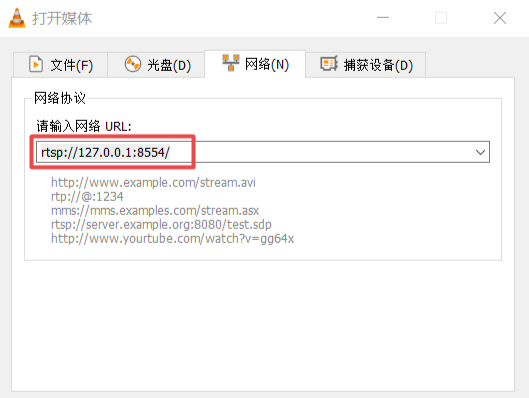 打开媒体
文件(F) 光盘(D) 网络(N) 捕获设备(D)
网络协议
请输入网络 URL:
rtsp://127.0.0.1:8554/
http://www.example.com/stream.avi
rtp://@:1234
mms://mms.examples.com/stream.asx
rtsp://server.example.org:8080/test.sdp
http://www.yourtube.com/watch?v=gg64x